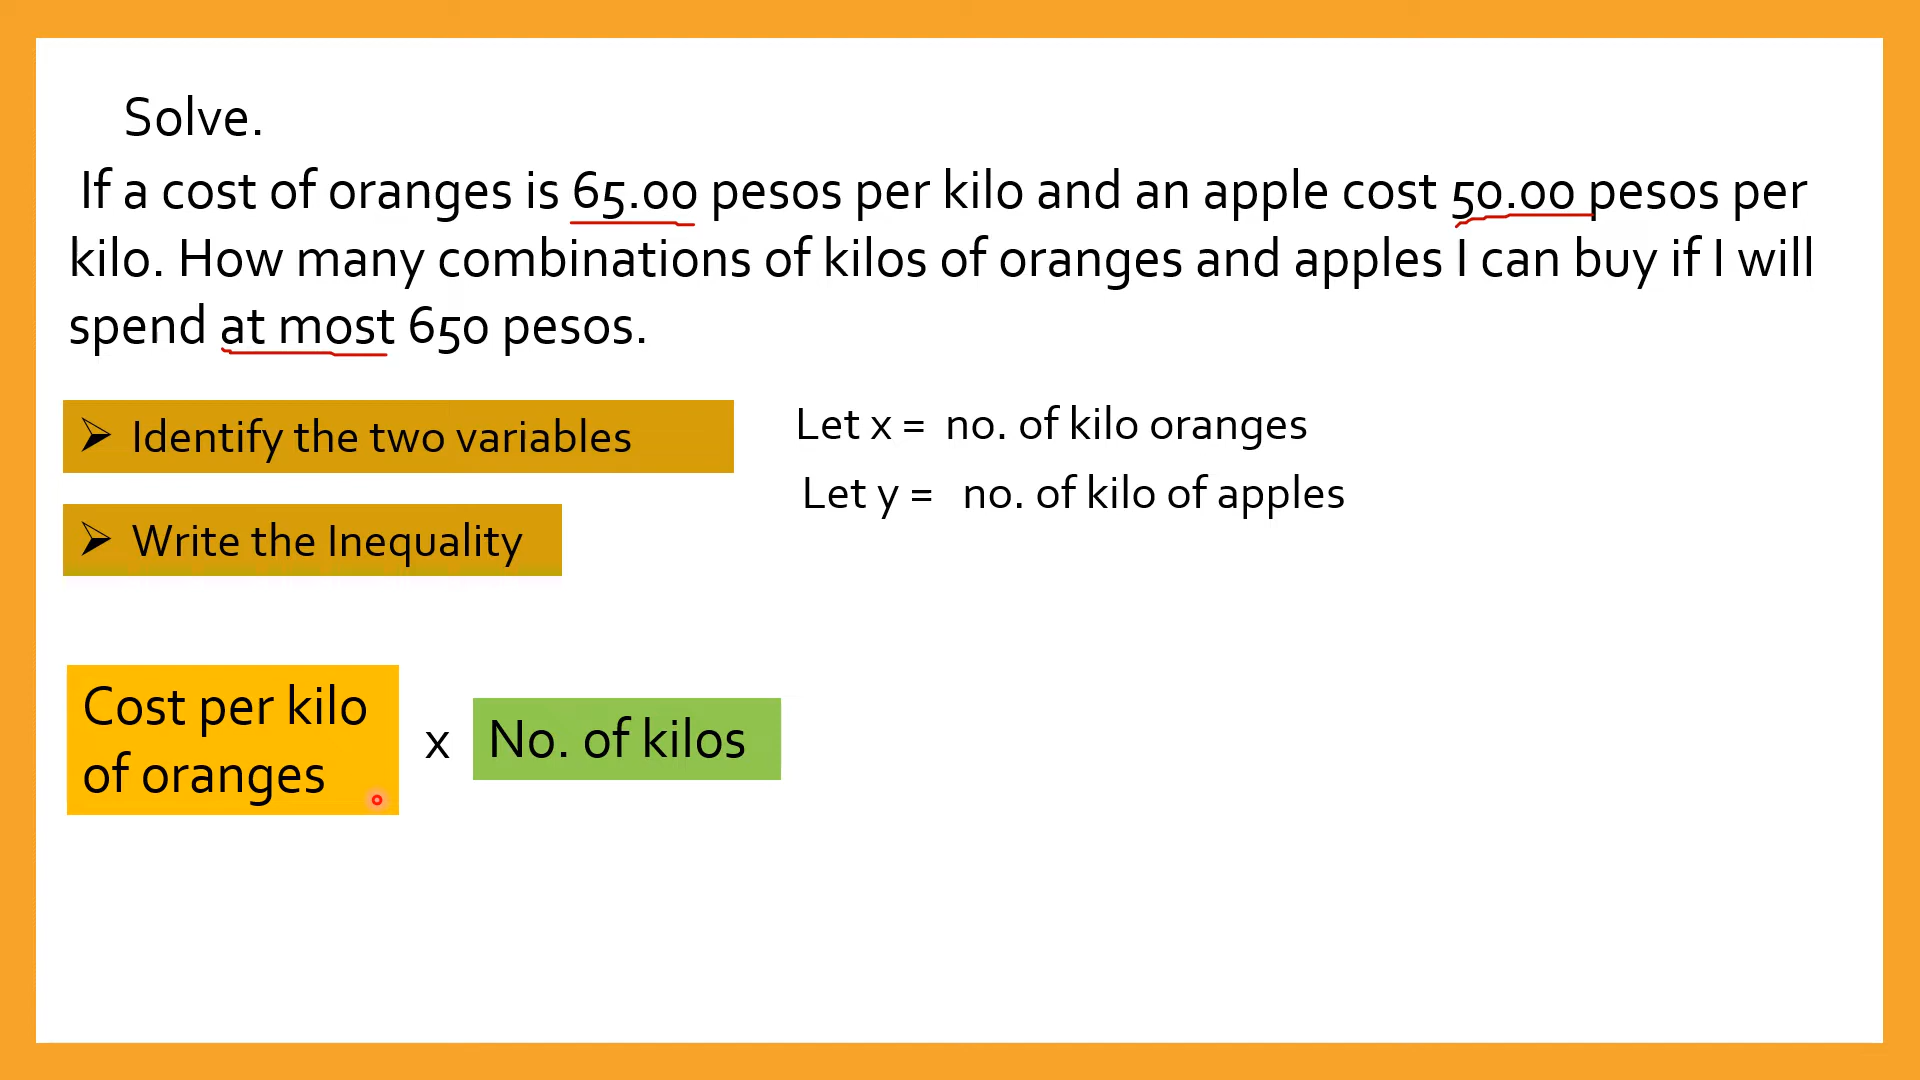 Solve.
If a cost of oranges is 65.00 pesos per kilo and an apple cost 50.00 pesos per
kilo. How many combinations of kilos of oranges and apples I can buy if I will
spend at most 650 pesos.
➢ Identify the two variables
Let x = no. of kilo oranges
Let y = no. of kilo of apples
➢ Write the Inequality
Cost per kilo
of oranges
x
No. of kilos